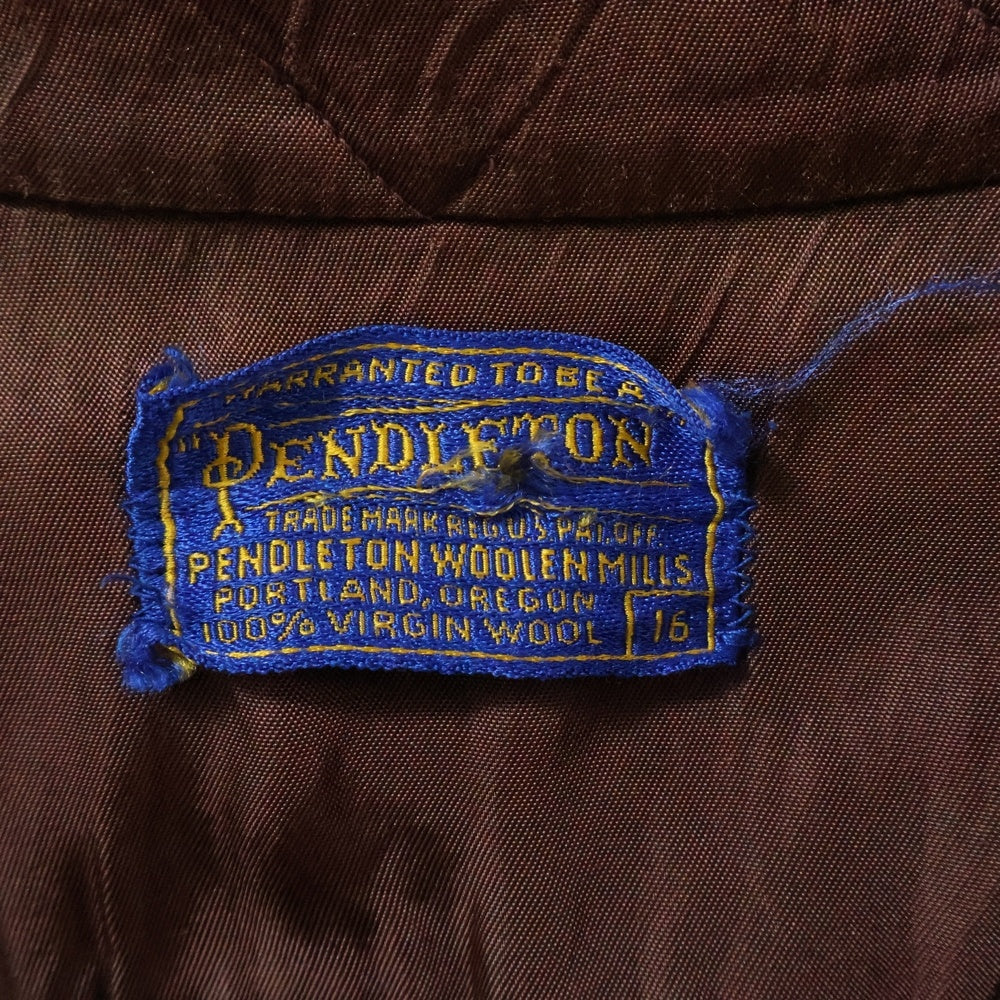 WARRANTED TO BE A
"PENDLETON"
TRADE MARK REG. U.S. PAT. OFF.
PENDLETON WOOLEN MILLS
PORTLAND, OREGON
100% VIRGIN WOOL
16